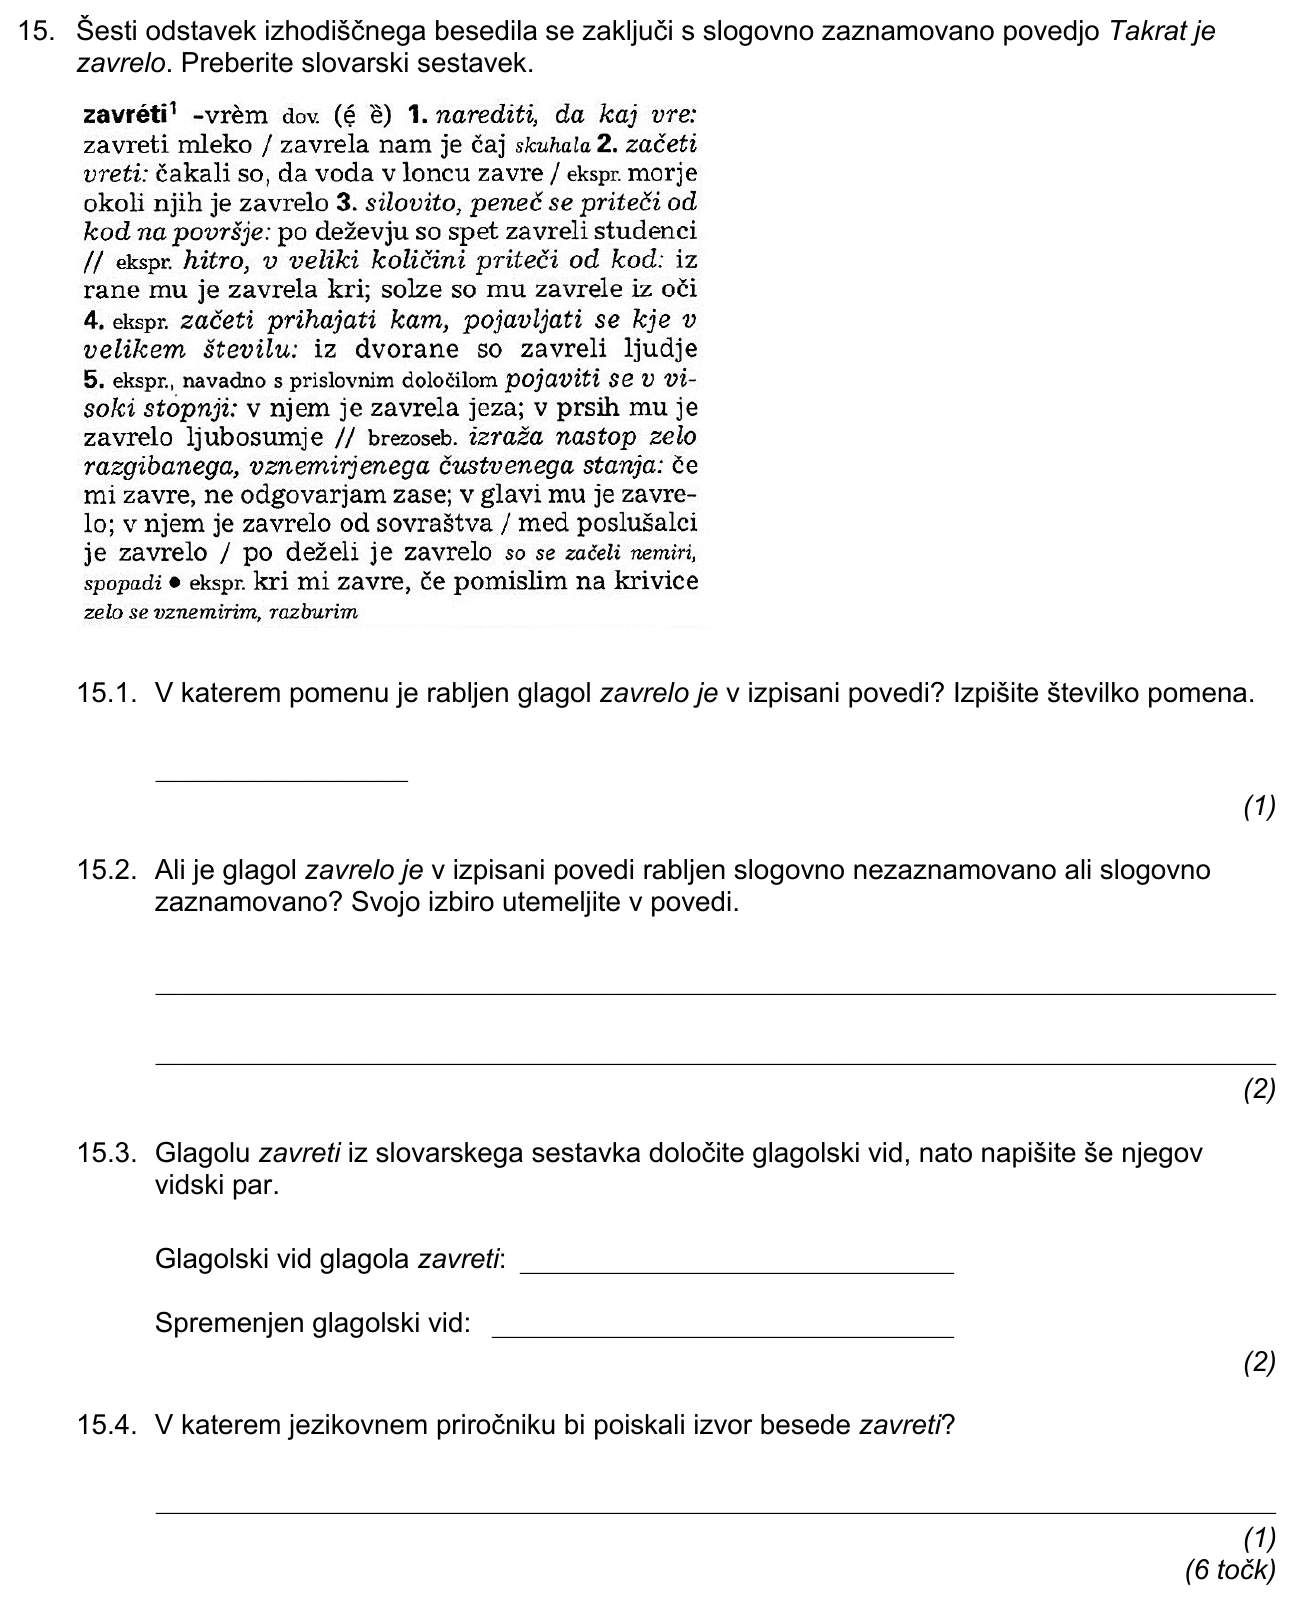 15. Šesti odstavek izhodiščnega besedila se zaključi s slogovno zaznamovano povedjo Takrat je
zavrelo. Preberite slovarski sestavek.
zavréti¹ -vrèm dov. (ẹ́ ȅ) 1. narediti, da kaj vre:
zavreti mleko / zavrela nam je čaj skuhala 2. začeti
vreti: čakali so, da voda v loncu zavre / ekspr. morje
okoli njih je zavrelo 3. silovito, peneč se priteči od
kod na površje: po deževju so spet zavreli studenci
// ekspr. hitro, v veliki količini priteči od kod: iz
rane mu je zavrela kri; solze so mu zavrele iz oči
4. ekspr. začeti prihajati kam, pojavljati se kje v
velikem številu: iz dvorane so zavreli ljudje
5. ekspr., navadno s prislovnim določilom pojaviti se v vi-
soki stopnji: v njem je zavrela jeza; v prsih mu je
zavrelo ljubosumje // brezoseb. izraža nastop zelo
razgibanega, vznemirjenega čustvenega stanja: če
mi zavre, ne odgovarjam zase; v glavi mu je zavre-
lo; v njem je zavrelo od sovraštva / med poslušalci
je zavrelo / po deželi je zavrelo so se začeli nemiri,
spopadi ● ekspr. kri mi zavre, če pomislim na krivice
zelo se vznemirim, razburim
15.1. V katerem pomenu je rabljen glagol zavrelo je v izpisani povedi? Izpišite številko pomena.
(1)
15.2. Ali je glagol zavrelo je v izpisani povedi rabljen slogovno nezaznamovano ali slogovno
zaznamovano? Svojo izbiro utemeljite v povedi.
(2)
15.3. Glagolu zavreti iz slovarskega sestavka določite glagolski vid, nato napišite še njegov
vidski par.
Glagolski vid glagola zavreti:
Spremenjen glagolski vid:
(2)
15.4. V katerem jezikovnem priročniku bi poiskali izvor besede zavreti?
(1)
(6 točk)